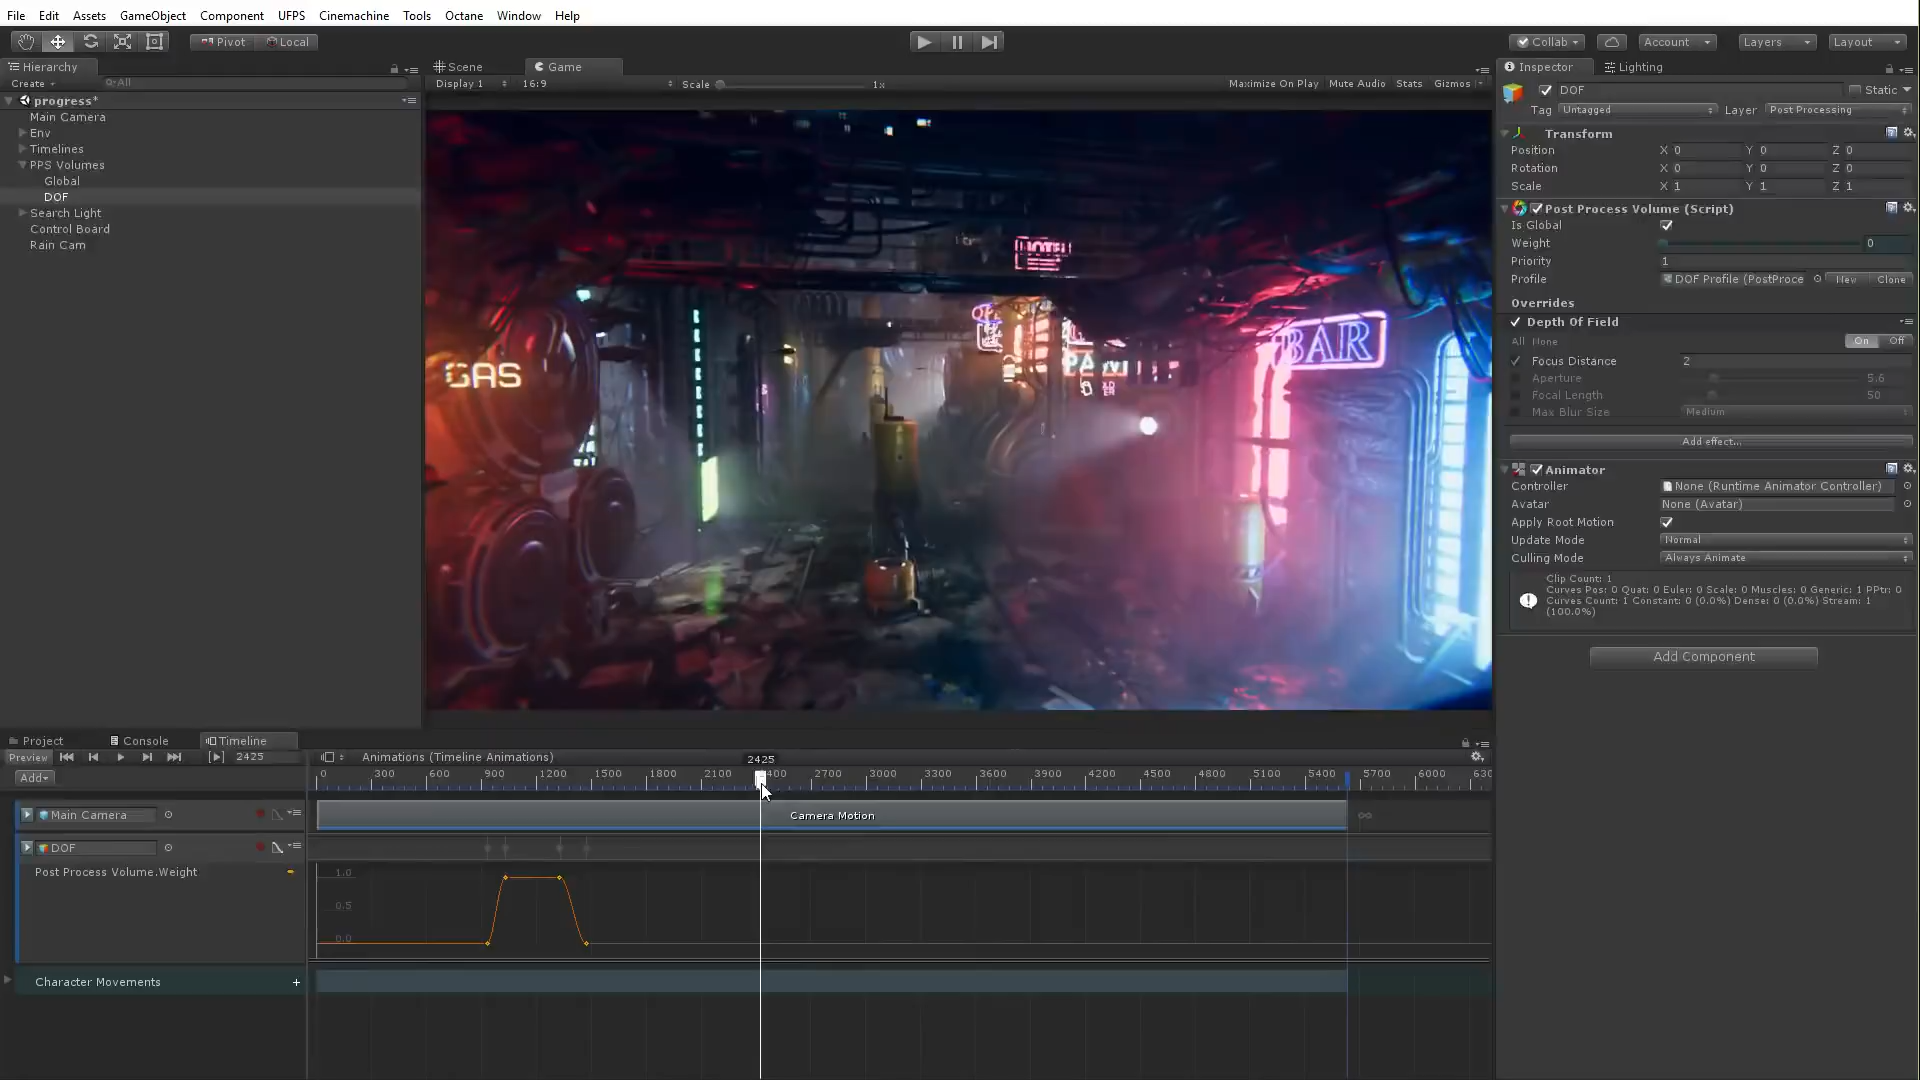 File Edit Assets GameObject Component UFPS Cinemachine Tools Octane Window Help
Pivot Local Collab Account Layers Layout
Hierarchy Scene Game Inspector Lighting
Create All Display 1 16:9 Scale 1x Maximize On Play Mute Audio Stats Gizmos
DOF Static
Tag Untagged Layer Post Processing
progress*
Main Camera
Env
Timelines
PPS Volumes
Global
DOF
Search Light
Control Board
Rain Cam
HOTEL
BAR
GAS
Transform
Position X 0 Y 0 Z 0
Rotation X 0 Y 0 Z 0
Scale X 1 Y 1 Z 1
Post Process Volume (Script)
Is Global
Weight 0
Priority 1
Profile DOF Profile (PostProce New Clone
Overrides
Depth Of Field
All None On Off
Focus Distance 2
Aperture 5.6
Focal Length 50
Max Blur Size Medium
Add effect...
Animator
Controller None (Runtime Animator Controller)
Avatar None (Avatar)
Apply Root Motion
Update Mode Normal
Culling Mode Always Animate
Clip Count: 1
Curves Pos: 0 Quat: 0 Euler: 0 Scale: 0 Muscles: 0 Generic: 1 PPtr: 0
Curves Count: 1 Constant: 0 (0.0%) Dense: 0 (0.0%) Stream: 1
(100.0%)
Add Component
Project Console Timeline
Preview 2425 Animations (Timeline Animations) 2425
Add
0 300 600 900 1200 1500 1800 2100 400 2700 3000 3300 3600 3900 4200 4500 4800 5100 5400 5700 6000 630
Main Camera Camera Motion
DOF
Post Process Volume.Weight 1.0
0.5
0.0
Character Movements +